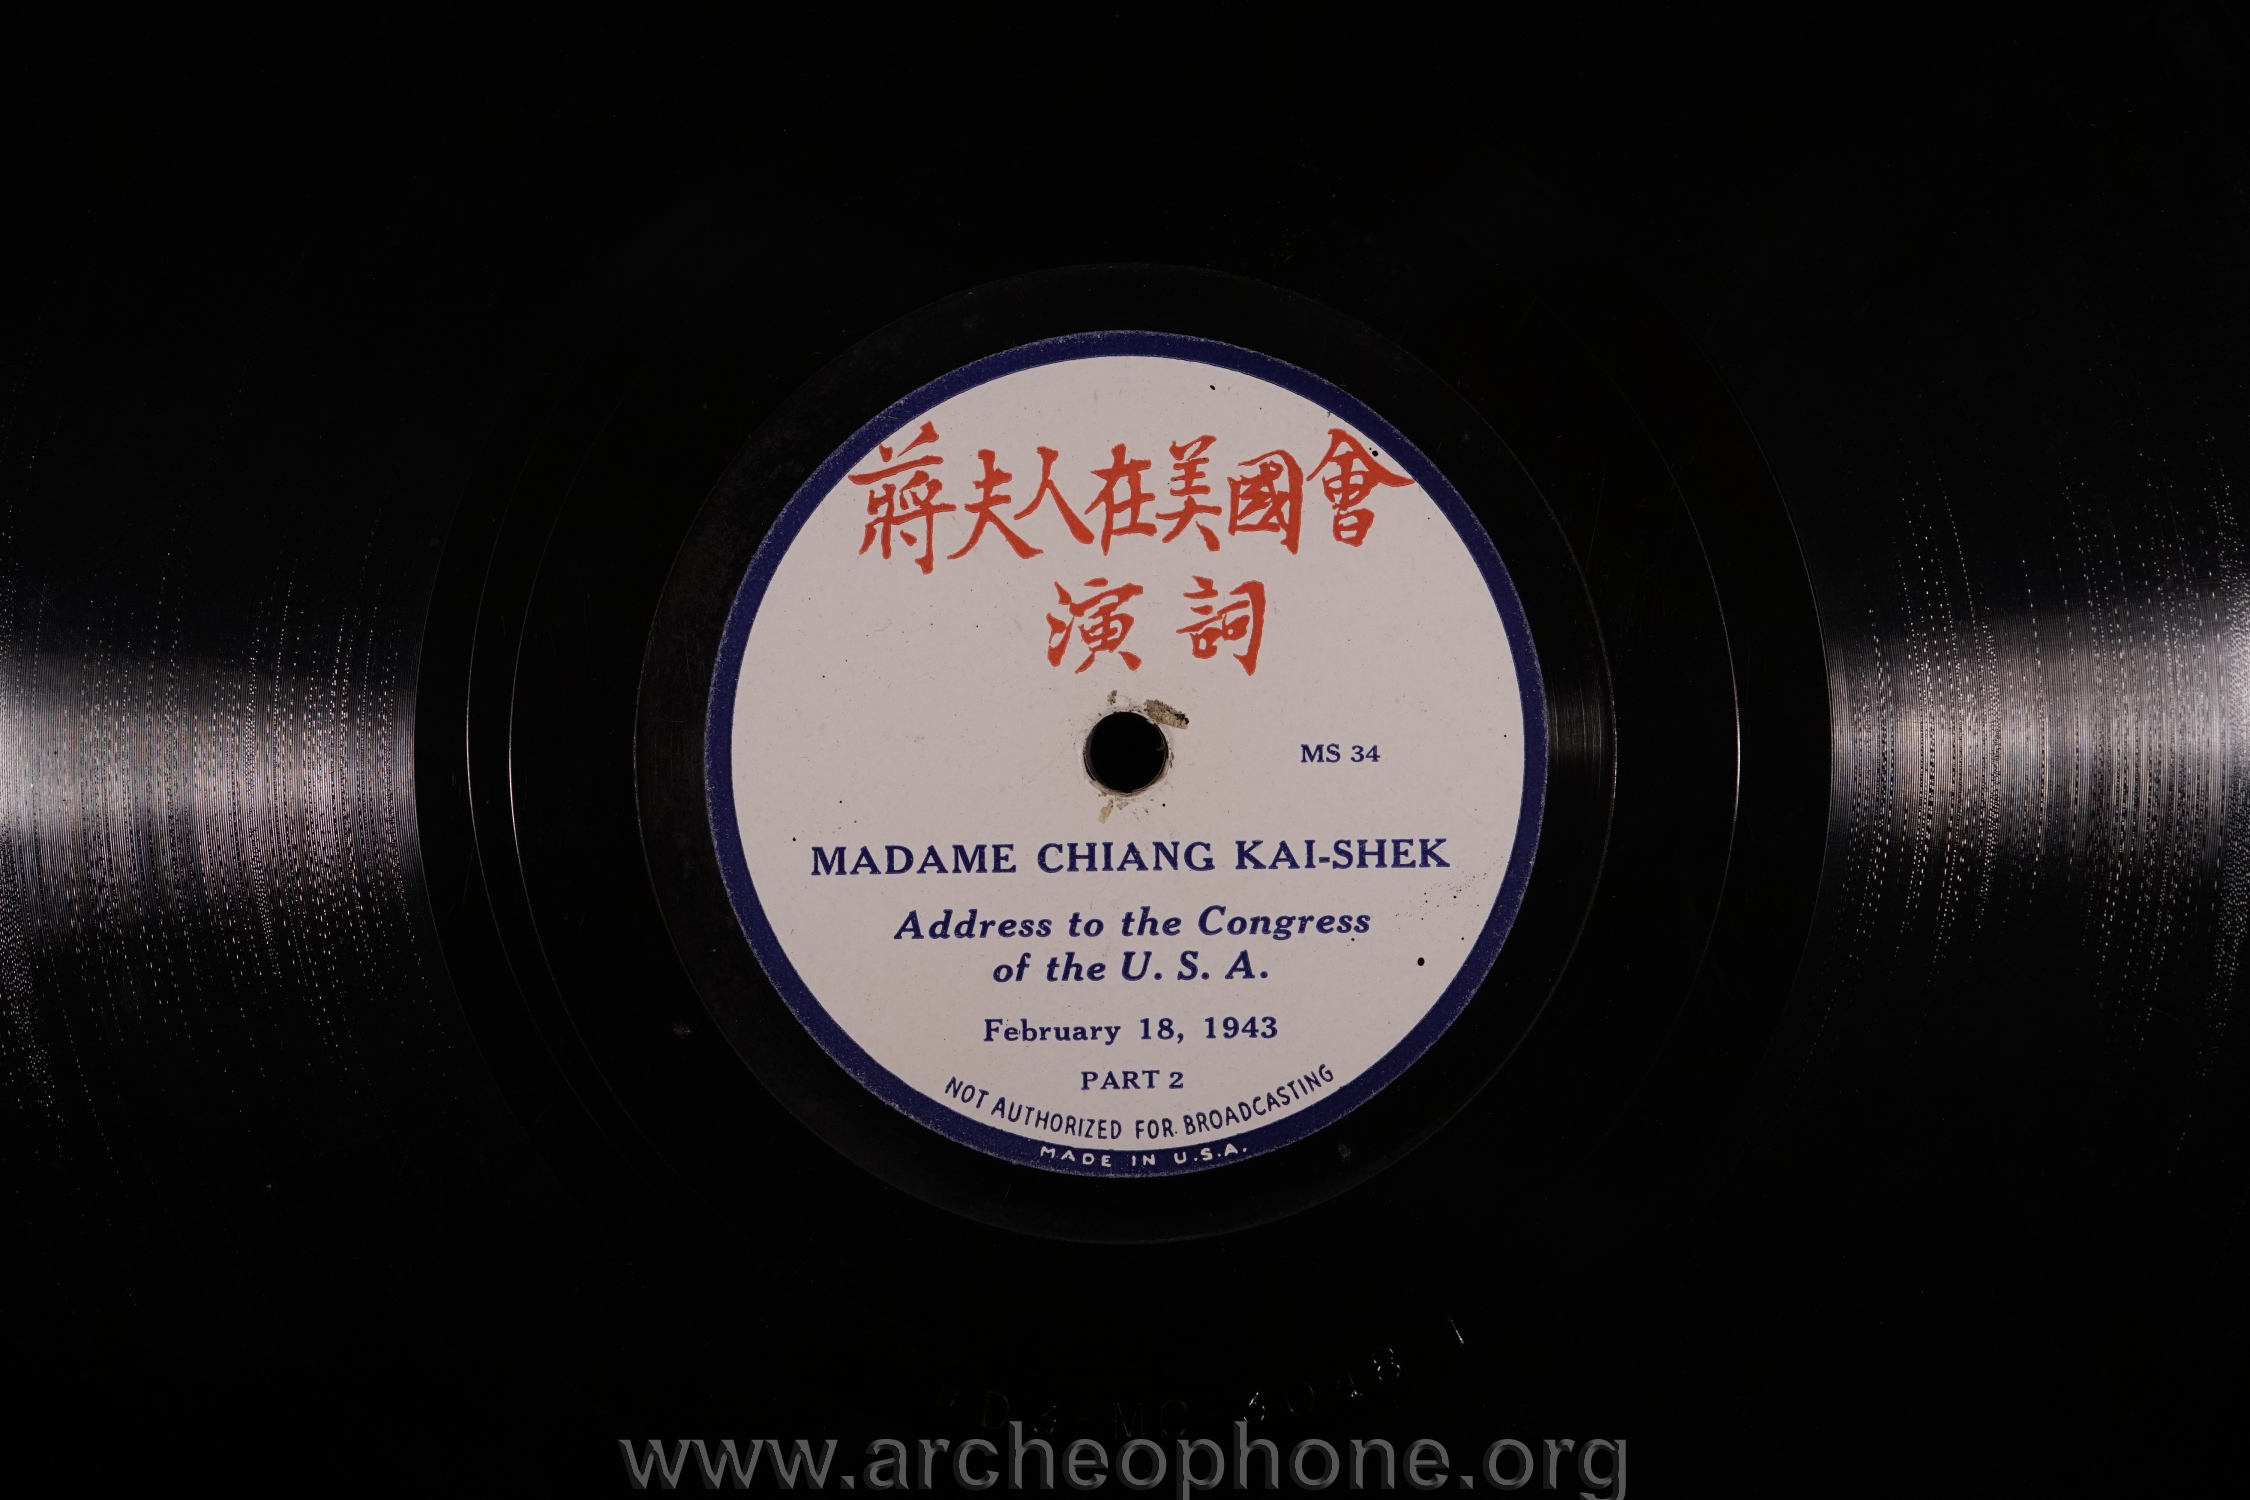 蔣夫人在美國會
演詞
MS 34
MADAME CHIANG KAI-SHEK
Address to the Congress
of the U. S. A.
February 18, 1943
PART 2
NOT AUTHORIZED FOR BROADCASTING
MADE IN U.S.A.
www.archeophone.org